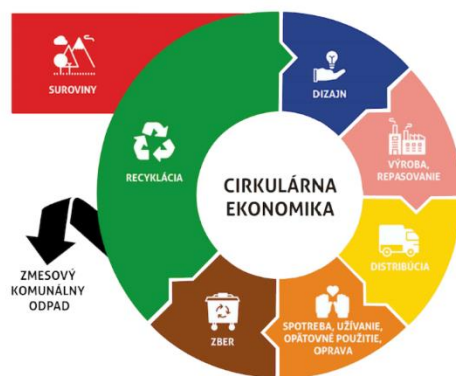 SUROVINY
DIZAJN
VÝROBA,
REPASOVANIE
RECYKLÁCIA
CIRKULÁRNA
EKONOMIKA
DISTRIBÚCIA
ZMESOVÝ
KOMUNÁLNY
ODPAD
ZBER
SPOTREBA, UŽÍVANIE,
OPÄTOVNÉ POUŽITIE,
OPRAVA